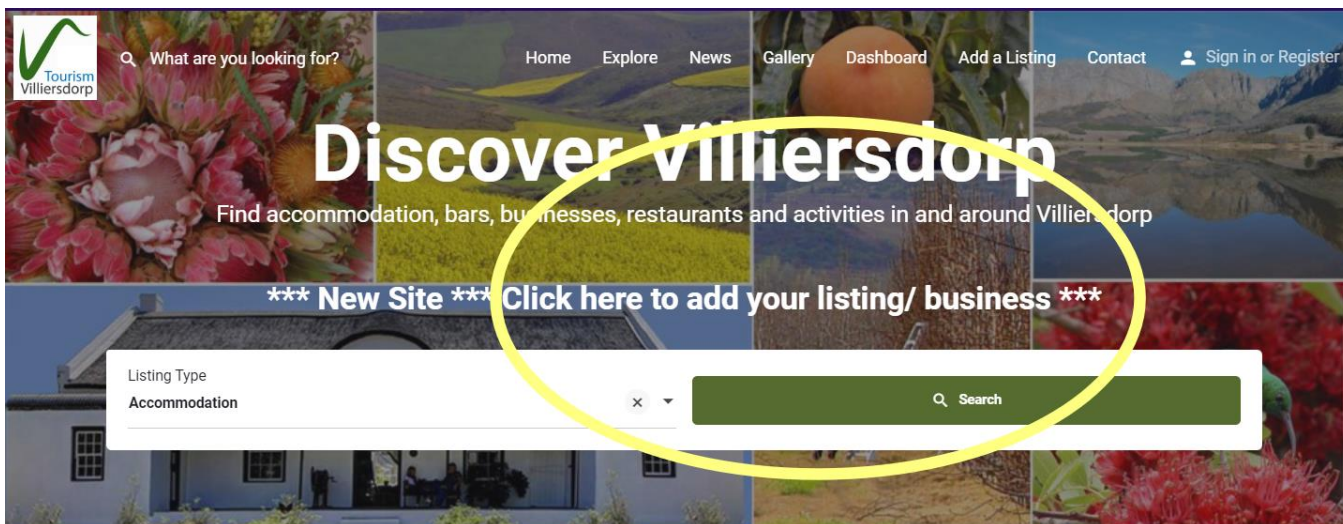 Tourism
Villiersdorp
What are you looking for?
Home Explore News Gallery Dashboard Add a Listing Contact Sign in or Register
Discover Villiersdorp
Find accommodation, bars, businesses, restaurants and activities in and around Villiersdorp
*** New Site *** Click here to add your listing/ business ***
Listing Type
Accommodation
Search